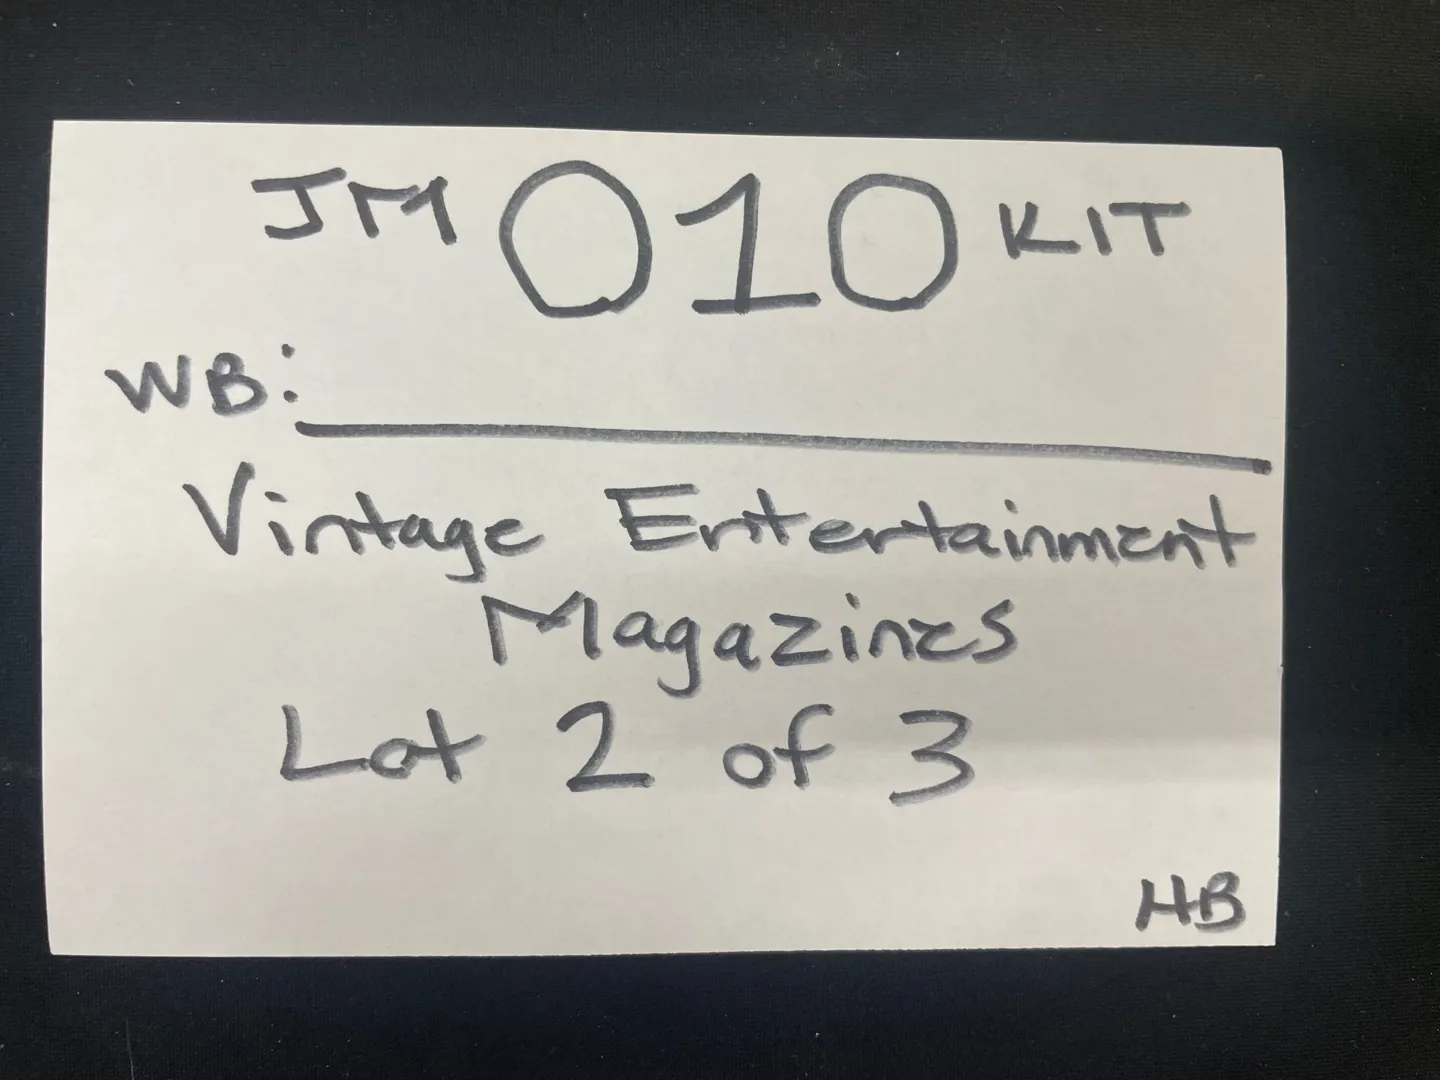 JM 010 KIT
WB:
Vintage Entertainment
Magazines
Lot 2 of 3
HB